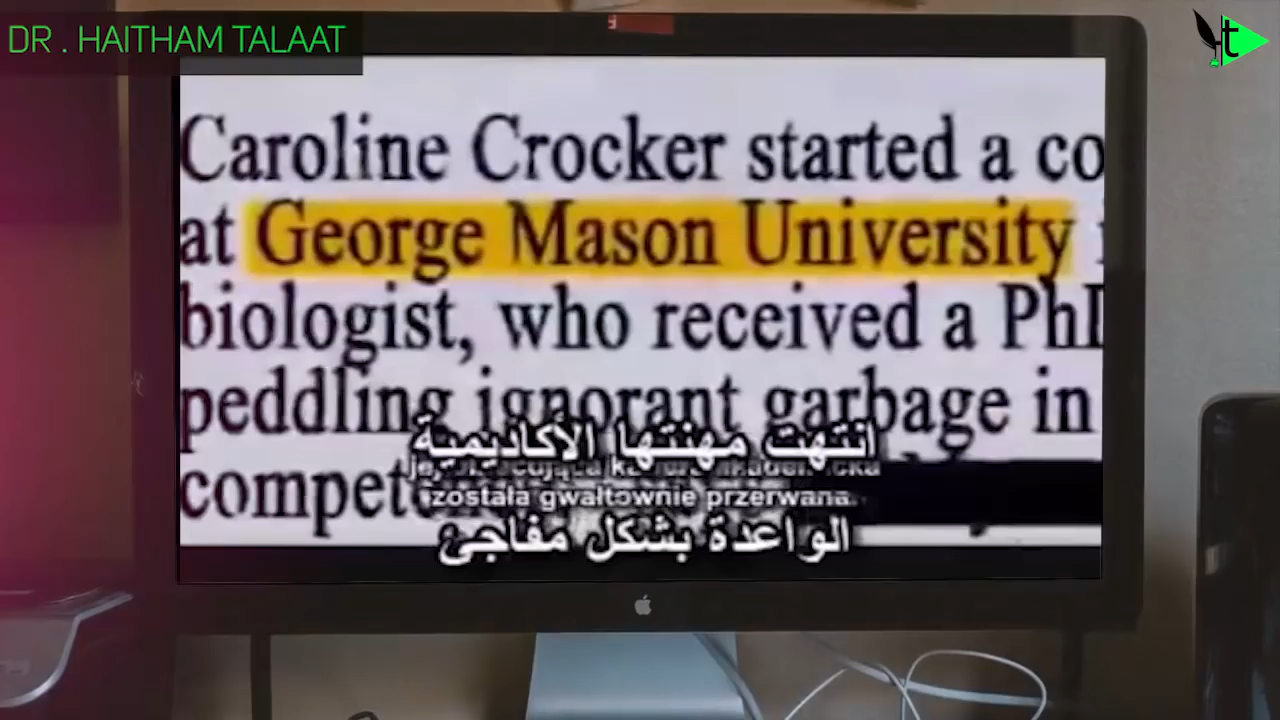 DR . HAITHAM TALAAT
t
Caroline Crocker started a co
at George Mason University
biologist, who received a Ph
peddling ignorant garbage in
compet
انتهت مهنتها الأكاديمية
została gwałtownie przerwana.
الواعدة بشكل مفاجئ